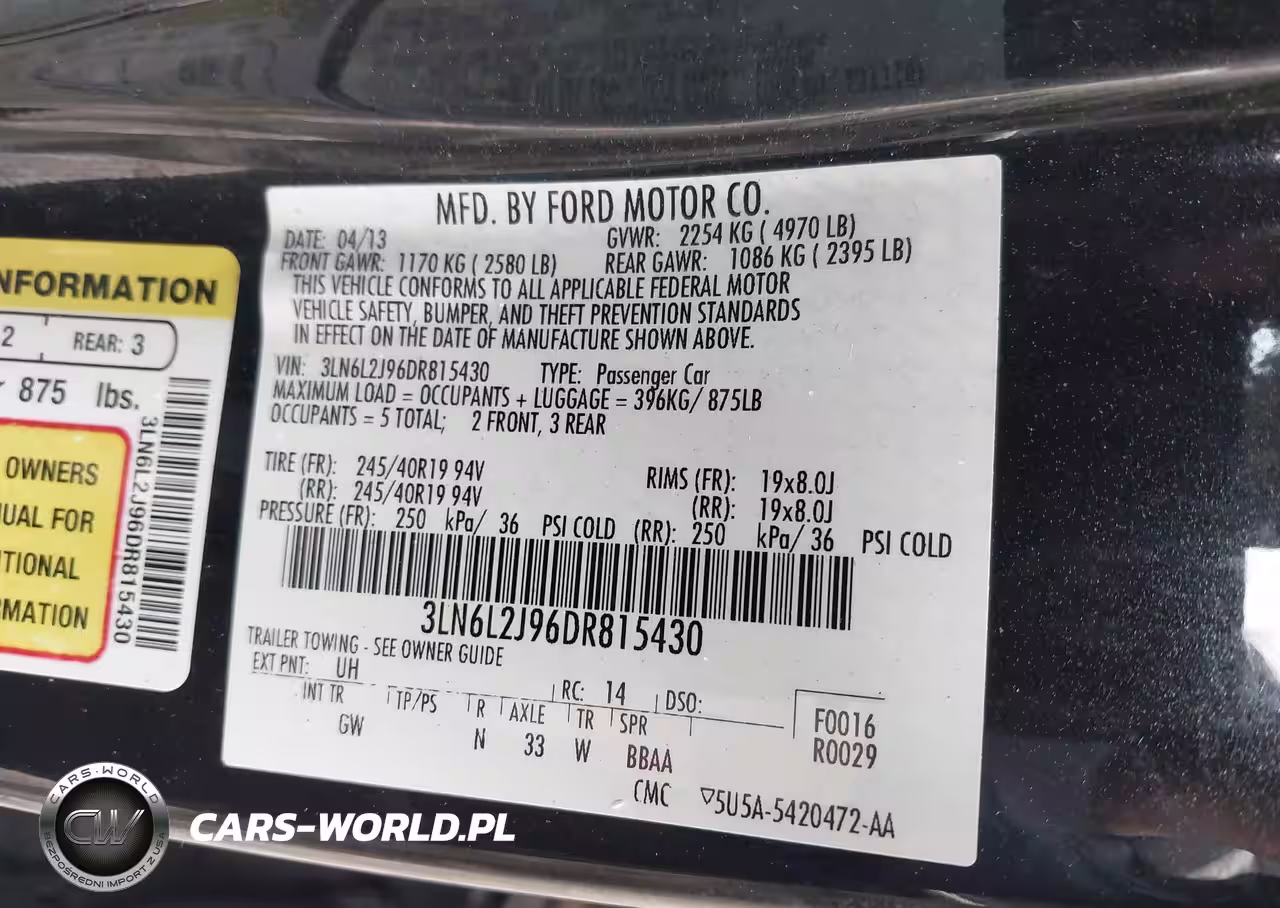 MFD. BY FORD MOTOR CO.
DATE: 04/13 GVWR: 2254 KG ( 4970 LB)
FRONT GAWR: 1170 KG ( 2580 LB) REAR GAWR: 1086 KG ( 2395 LB)
THIS VEHICLE CONFORMS TO ALL APPLICABLE FEDERAL MOTOR
VEHICLE SAFETY, BUMPER, AND THEFT PREVENTION STANDARDS
IN EFFECT ON THE DATE OF MANUFACTURE SHOWN ABOVE.
VIN: 3LN6L2J96DR815430 TYPE: Passenger Car
MAXIMUM LOAD = OCCUPANTS + LUGGAGE = 396KG/ 875LB
OCCUPANTS = 5 TOTAL; 2 FRONT, 3 REAR
TIRE (FR): 245/40R19 94V RIMS (FR): 19x8.0J
(RR): 245/40R19 94V (RR): 19x8.0J
PRESSURE (FR): 250 kPa/ 36 PSI COLD (RR): 250 kPa/ 36 PSI COLD
3LN6L2J96DR815430
TRAILER TOWING - SEE OWNER GUIDE
EXT PNT: UH RC: 14 DSO:
INT TR TP/PS R AXLE TR SPR F0016
GW N 33 W BBAA R0029
CMC 5U5A-5420472-AA
NFORMATION
2 REAR: 3
875 lbs.
OWNERS
UAL FOR
TIONAL
MATION
3LN6L2J96DR815430
CARS-WORLD
CW
BEZPOŚREDNI IMPORT Z USA
CARS-WORLD.PL